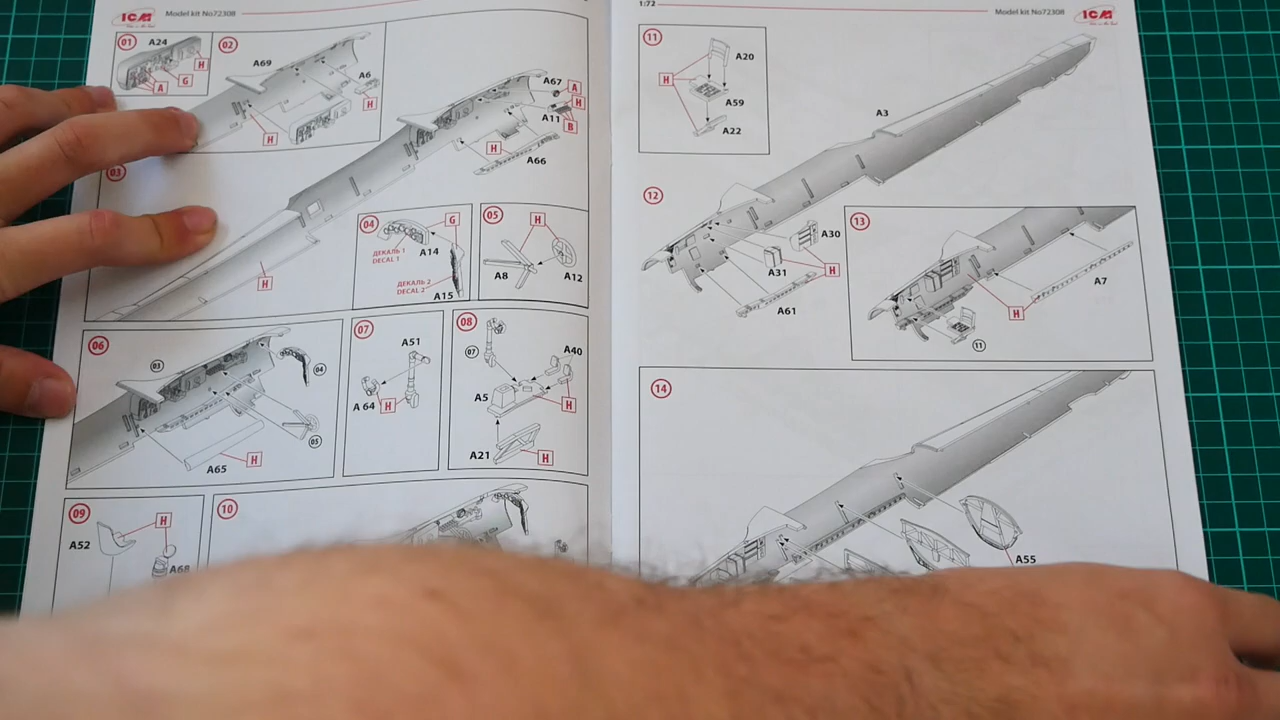 ICM
Model kit No72308
01
A24
H
G
A
02
A69
A6
H
H
03
A67
A
H
A11
B
H
A66
H
04
G
A14
ДЕКАЛЬ 1
DECAL 1
ДЕКАЛЬ 2
DECAL 2
A15
05
H
A8
A12
06
03
04
05
A65
H
07
A51
A 64
H
08
07
A40
A5
H
A21
H
09
H
A52
A68
10
1:72
Model kit No72308
ICM
11
A20
H
A59
A22
A3
12
A30
A31
H
A61
13
A7
H
11
14
A55